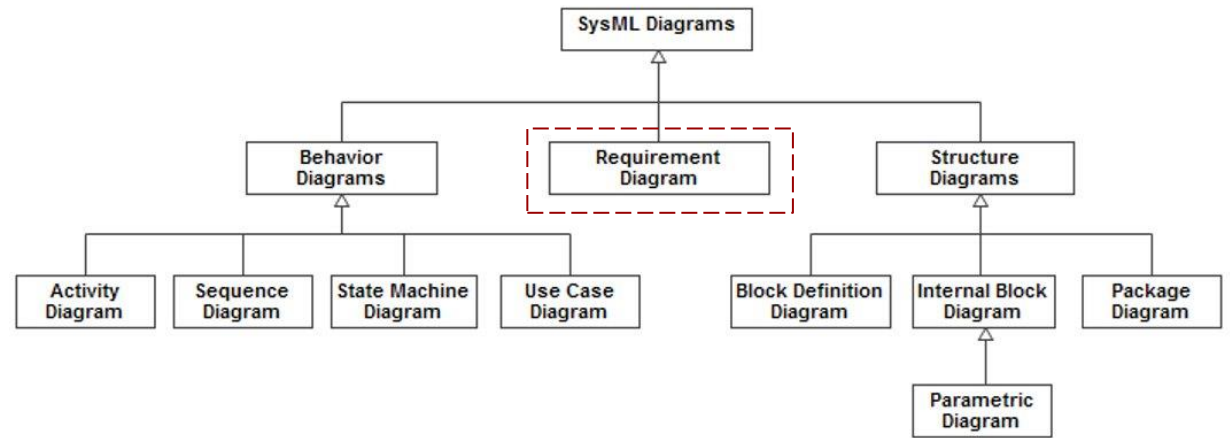 SysML Diagrams
Behavior
Diagrams
Requirement
Diagram
Structure
Diagrams
Activity
Diagram
Sequence
Diagram
State Machine
Diagram
Use Case
Diagram
Block Definition
Diagram
Internal Block
Diagram
Package
Diagram
Parametric
Diagram